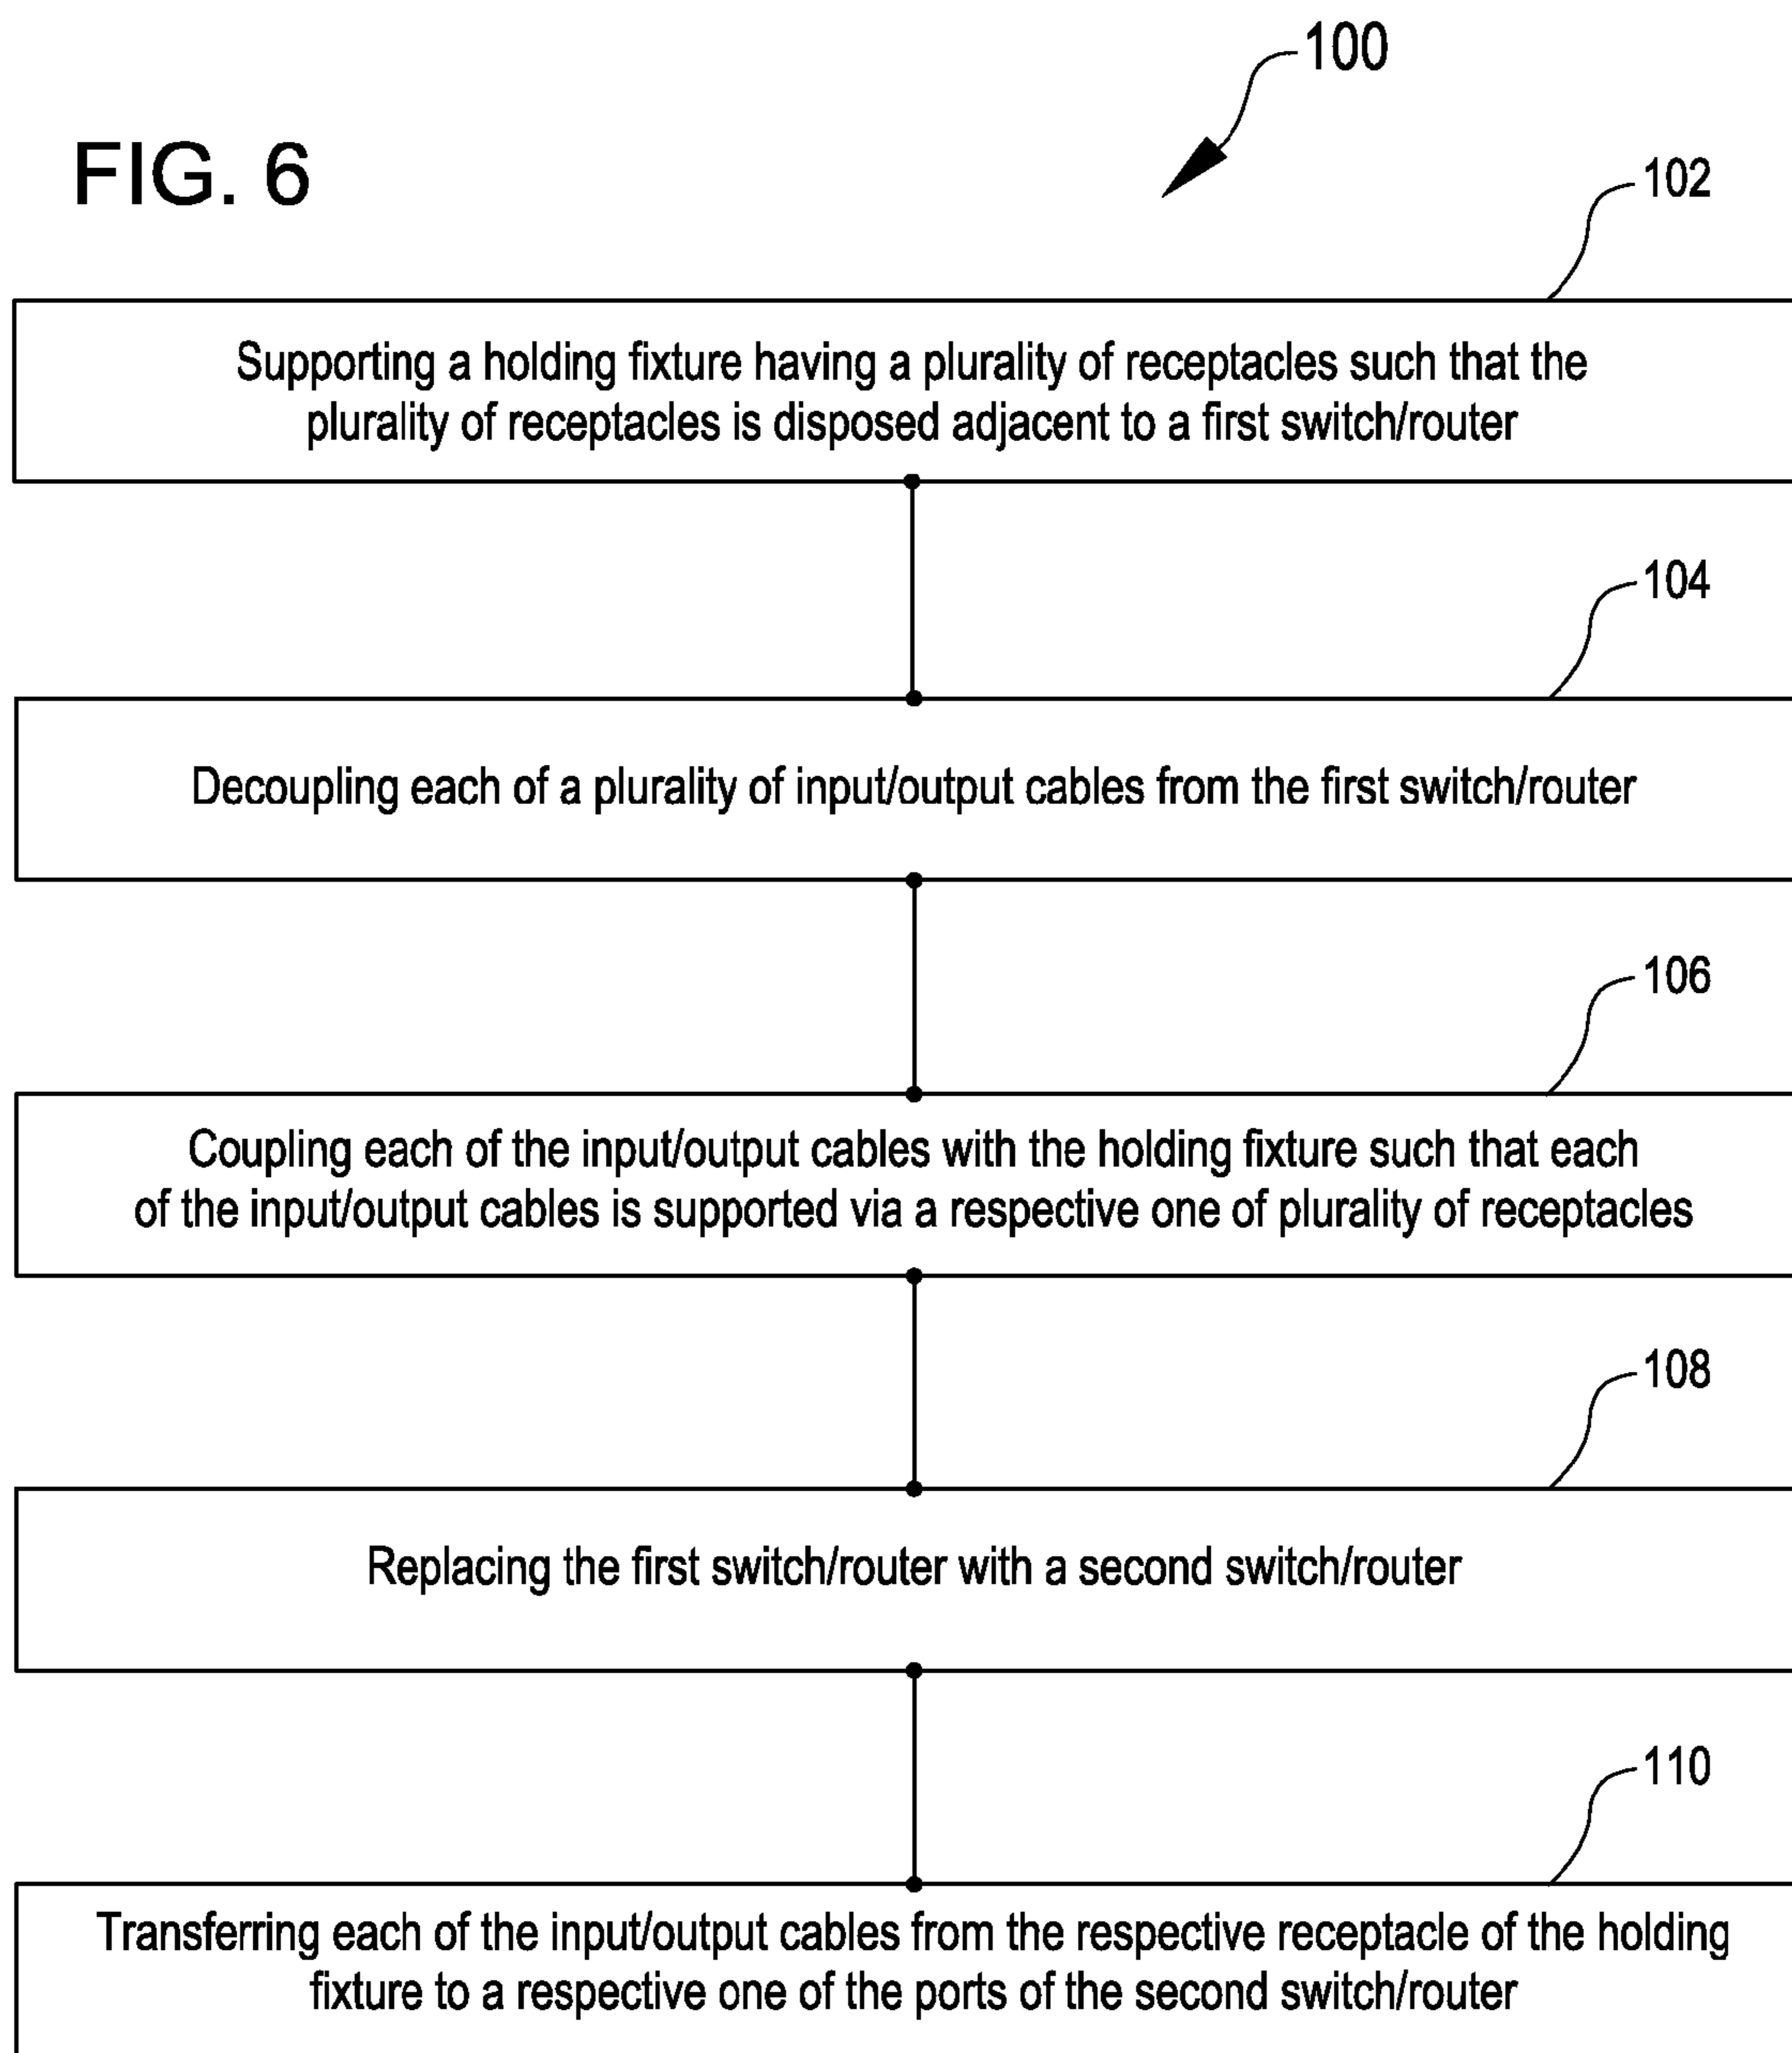 100
FIG. 6
102
Supporting a holding fixture having a plurality of receptacles such that the
plurality of receptacles is disposed adjacent to a first switch/router
104
Decoupling each of a plurality of input/output cables from the first switch/router
106
Coupling each of the input/output cables with the holding fixture such that each
of the input/output cables is supported via a respective one of plurality of receptacles
108
Replacing the first switch/router with a second switch/router
110
Transferring each of the input/output cables from the respective receptacle of the holding
fixture to a respective one of the ports of the second switch/router